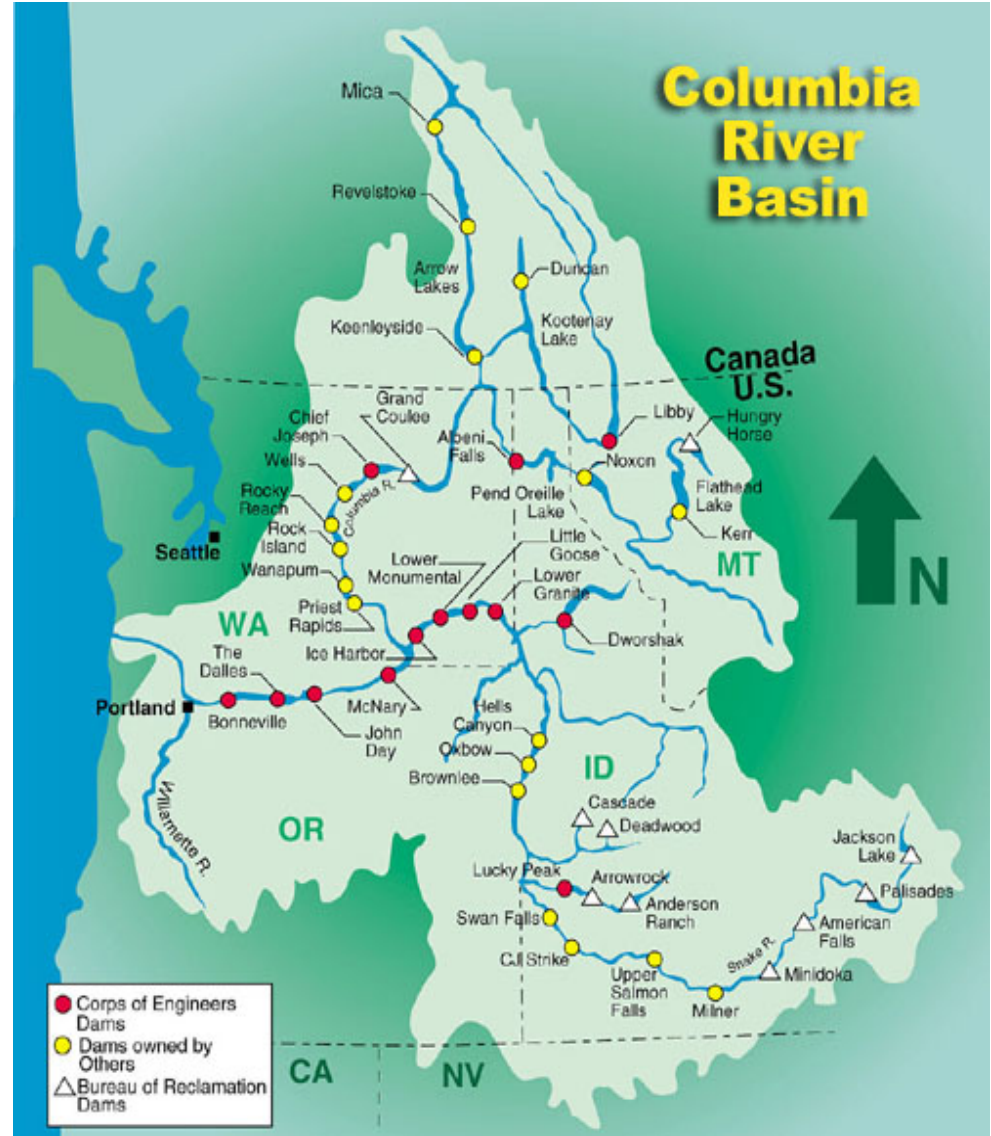 Columbia
River
Basin
Mica
Revelstoke
Arrow
Lakes
Duncan
Keenleyside
Kootenay
Lake
Canada
U.S.
Grand
Coulee
Chief
Joseph
Libby
Hungry
Horse
Albeni
Falls
Wells
Noxon
Columbia R.
Rocky
Reach
Pend Oreille
Lake
Flathead
Lake
Rock
Island
Seattle
Kerr
Little
Goose
Lower
Monumental
Wanapum
Lower
Granite
MT
N
Priest
Rapids
WA
Ice Harbor
Dworshak
The
Dalles
Portland
Bonneville
McNary
John
Day
Hells
Canyon
Oxbow
Brownlee
ID
Williamette R.
OR
Cascade
Deadwood
Jackson
Lake
Lucky Peak
Arrowrock
Palisades
Anderson
Ranch
Swan Falls
American
Falls
CJ Strike
Snake R.
Upper
Salmon
Falls
Minidoka
Milner
Corps of Engineers
Dams
Dams owned by
Others
Bureau of Reclamation
Dams
CA
NV